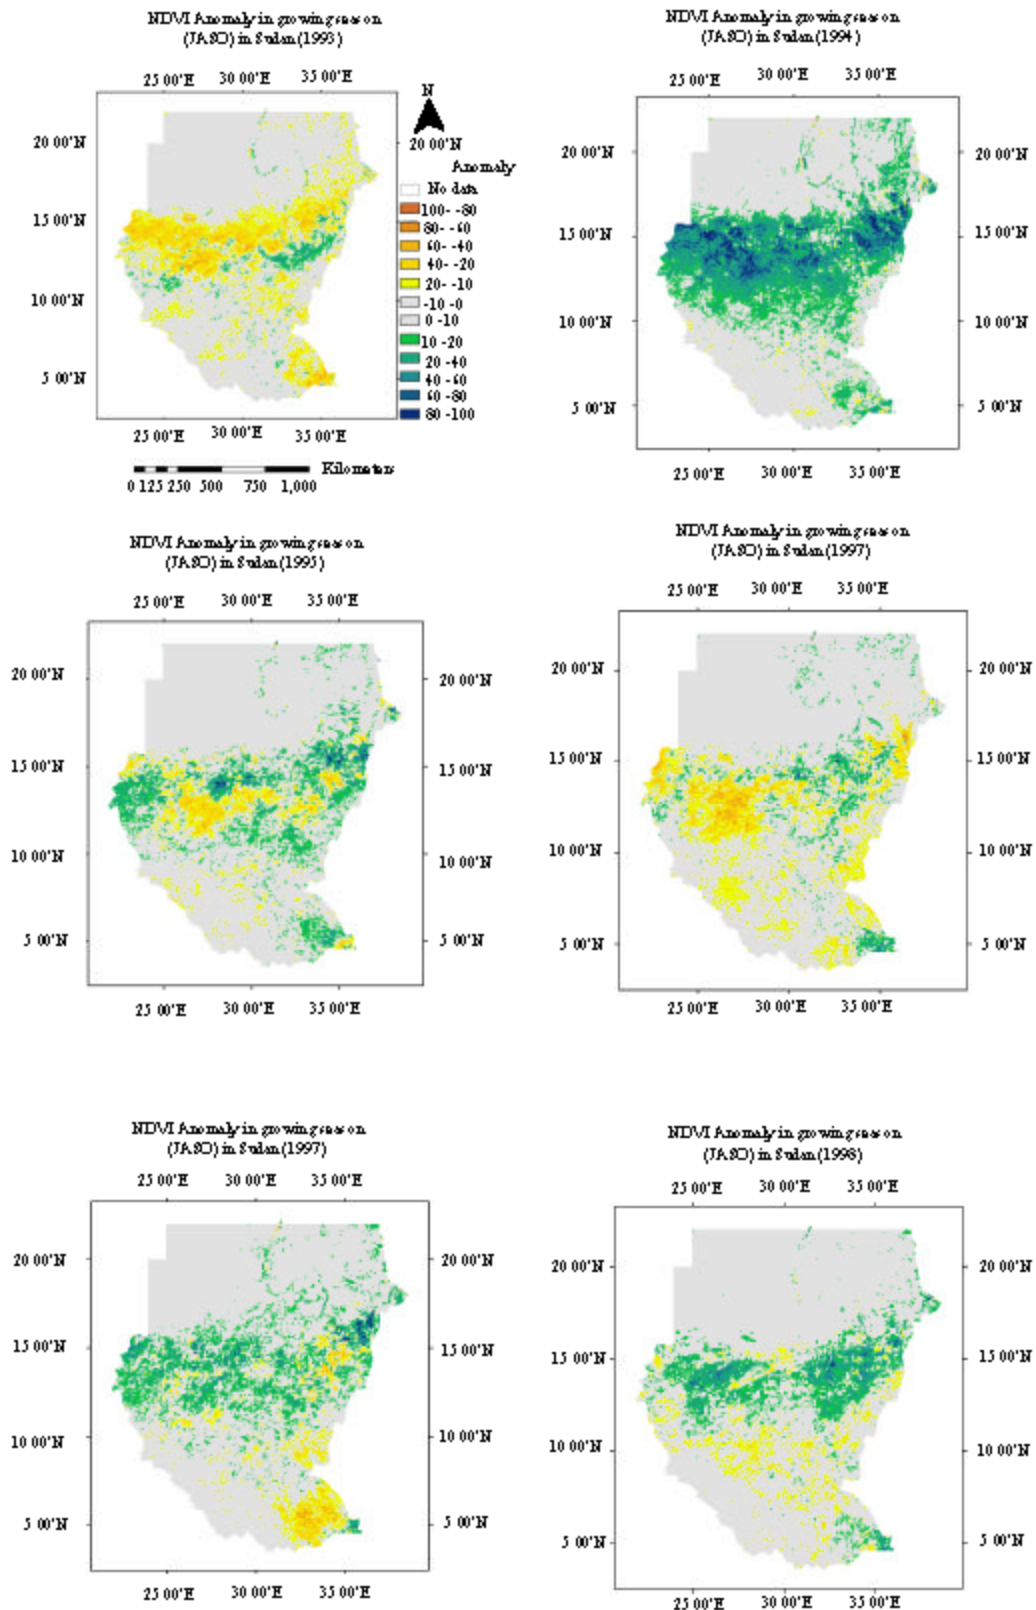 NDVI Anomaly in growing season
(JASO) in Sudan (1993)
25 00'E 30 00'E 35 00'E
N
20 00'N 20 00'N
Anomaly
No data
15 00'N
100- -80
80- -60
60- -40
40- -20
20- -10
10 00'N
-10 -0
0 -10
10 -20
20 -40
5 00'N
40 -60
60 -80
80 -100
25 00'E 30 00'E 35 00'E
Kilometers
0 125 250 500 750 1,000
NDVI Anomaly in growing season
(JASO) in Sudan (1994)
25 00'E 30 00'E 35 00'E
20 00'N 20 00'N
15 00'N 15 00'N
10 00'N 10 00'N
5 00'N 5 00'N
25 00'E 30 00'E 35 00'E
NDVI Anomaly in growing season
(JASO) in Sudan (1995)
25 00'E 30 00'E 35 00'E
20 00'N 20 00'N
15 00'N 15 00'N
10 00'N 10 00'N
5 00'N 5 00'N
25 00'E 30 00'E 35 00'E
NDVI Anomaly in growing season
(JASO) in Sudan (1997)
25 00'E 30 00'E 35 00'E
20 00'N 20 00'N
15 00'N 15 00'N
10 00'N 10 00'N
5 00'N 5 00'N
25 00'E 30 00'E 35 00'E
NDVI Anomaly in growing season
(JASO) in Sudan (1997)
25 00'E 30 00'E 35 00'E
20 00'N 20 00'N
15 00'N 15 00'N
10 00'N 10 00'N
5 00'N 5 00'N
25 00'E 30 00'E 35 00'E
NDVI Anomaly in growing season
(JASO) in Sudan (1998)
25 00'E 30 00'E 35 00'E
20 00'N 20 00'N
15 00'N 15 00'N
10 00'N 10 00'N
5 00'N 5 00'N
25 00'E 30 00'E 35 00'E